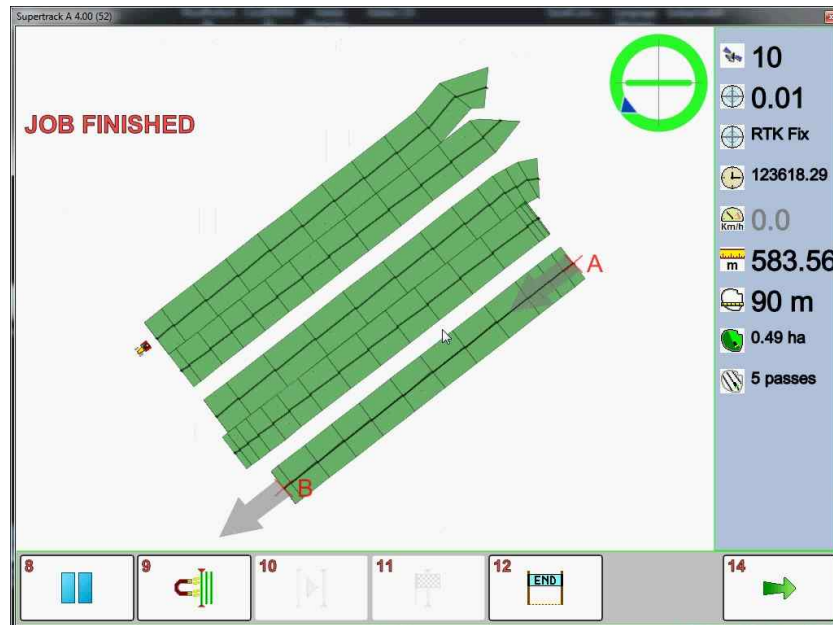 Supertrack A 4.00 (52)
JOB FINISHED
10
0.01
RTK Fix
123618.29
Km/h
0.0
m
583.56
90 m
0.49 ha
5 passes
A
B
8
9
10
11
12
END
14